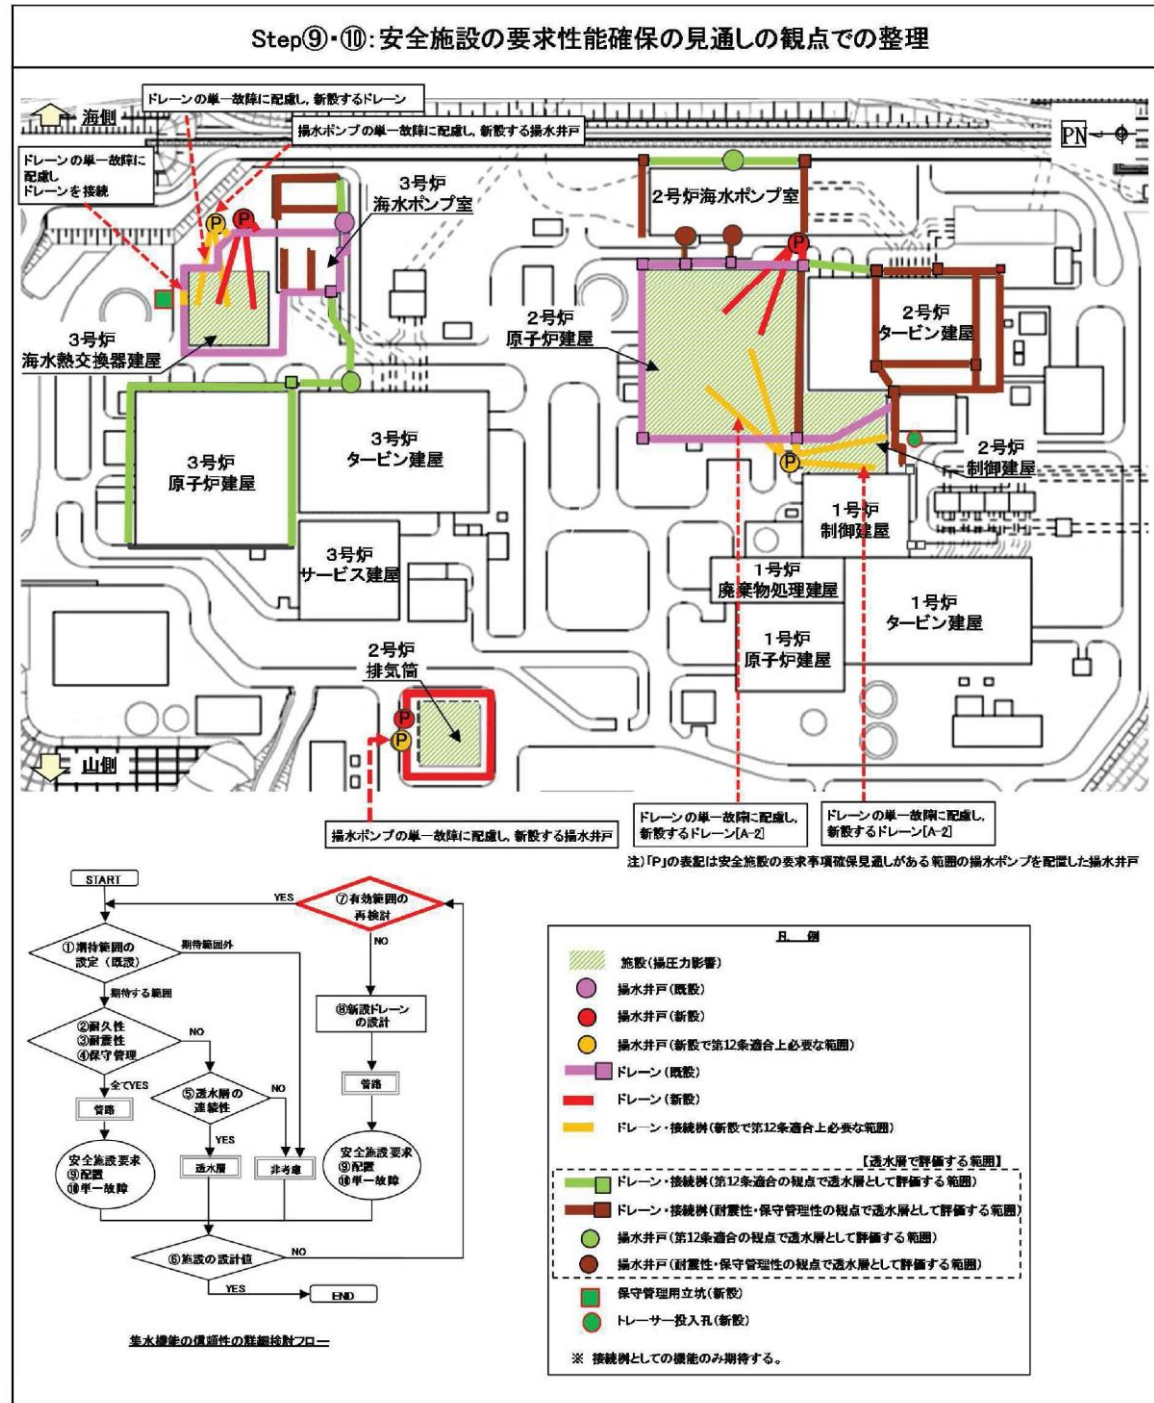 Step⑨・⑩:安全施設の要求性能確保の見通しの観点での整理
ドレーンの単一故障に配慮し,新設するドレーン
海側
揚水ポンプの単一故障に配慮し,新設する揚水井戸
PN
ドレーンの単一故障に
配慮し
ドレーンを接続
3号炉
海水ポンプ室
2号炉海水ポンプ室
P
P
P
3号炉
海水熱交換器建屋
2号炉
原子炉建屋
2号炉
タービン建屋
3号炉
原子炉建屋
3号炉
タービン建屋
P
2号炉
制御建屋
1号炉
制御建屋
3号炉
サービス建屋
1号炉
廃棄物処理建屋
1号炉
タービン建屋
1号炉
原子炉建屋
2号炉
排気筒
P
P
山側
揚水ポンプの単一故障に配慮し,新設する揚水井戸
ドレーンの単一故障に配慮し,
新設するドレーン[A-2]
ドレーンの単一故障に配慮し,
新設するドレーン[A-2]
注)「P」の表記は安全施設の要求事項確保見通しがある範囲の揚水ポンプを配置した揚水井戸
START
YES
⑦有効範囲の
再検討
①期待範囲の
設定(既設)
期待範囲外
NO
期待する範囲
⑧新設ドレーン
の設計
②耐久性
③耐震性
④保守管理
NO
全てYES
⑤透水層の
連続性
NO
管路
管路
YES
安全施設要求
⑨配置
⑩単一故障
透水層
非考慮
安全施設要求
⑨配置
⑩単一故障
⑥施設の設計値
NO
YES
END
集水機能の信頼性の詳細検討フロー
凡 例
施設(揚圧力影響)
揚水井戸(既設)
揚水井戸(新設)
揚水井戸(新設で第12条適合上必要な範囲)
ドレーン(既設)
ドレーン(新設)
ドレーン・接続桝(新設で第12条適合上必要な範囲)
【透水層で評価する範囲】
ドレーン・接続桝(第12条適合の観点で透水層として評価する範囲)
ドレーン・接続桝(耐震性・保守管理性の観点で透水層として評価する範囲)
揚水井戸(第12条適合の観点で透水層として評価する範囲)
揚水井戸(耐震性・保守管理性の観点で透水層として評価する範囲)
保守管理用立坑(新設)
トレーサー投入孔(新設)
※ 接続桝としての機能のみ期待する。